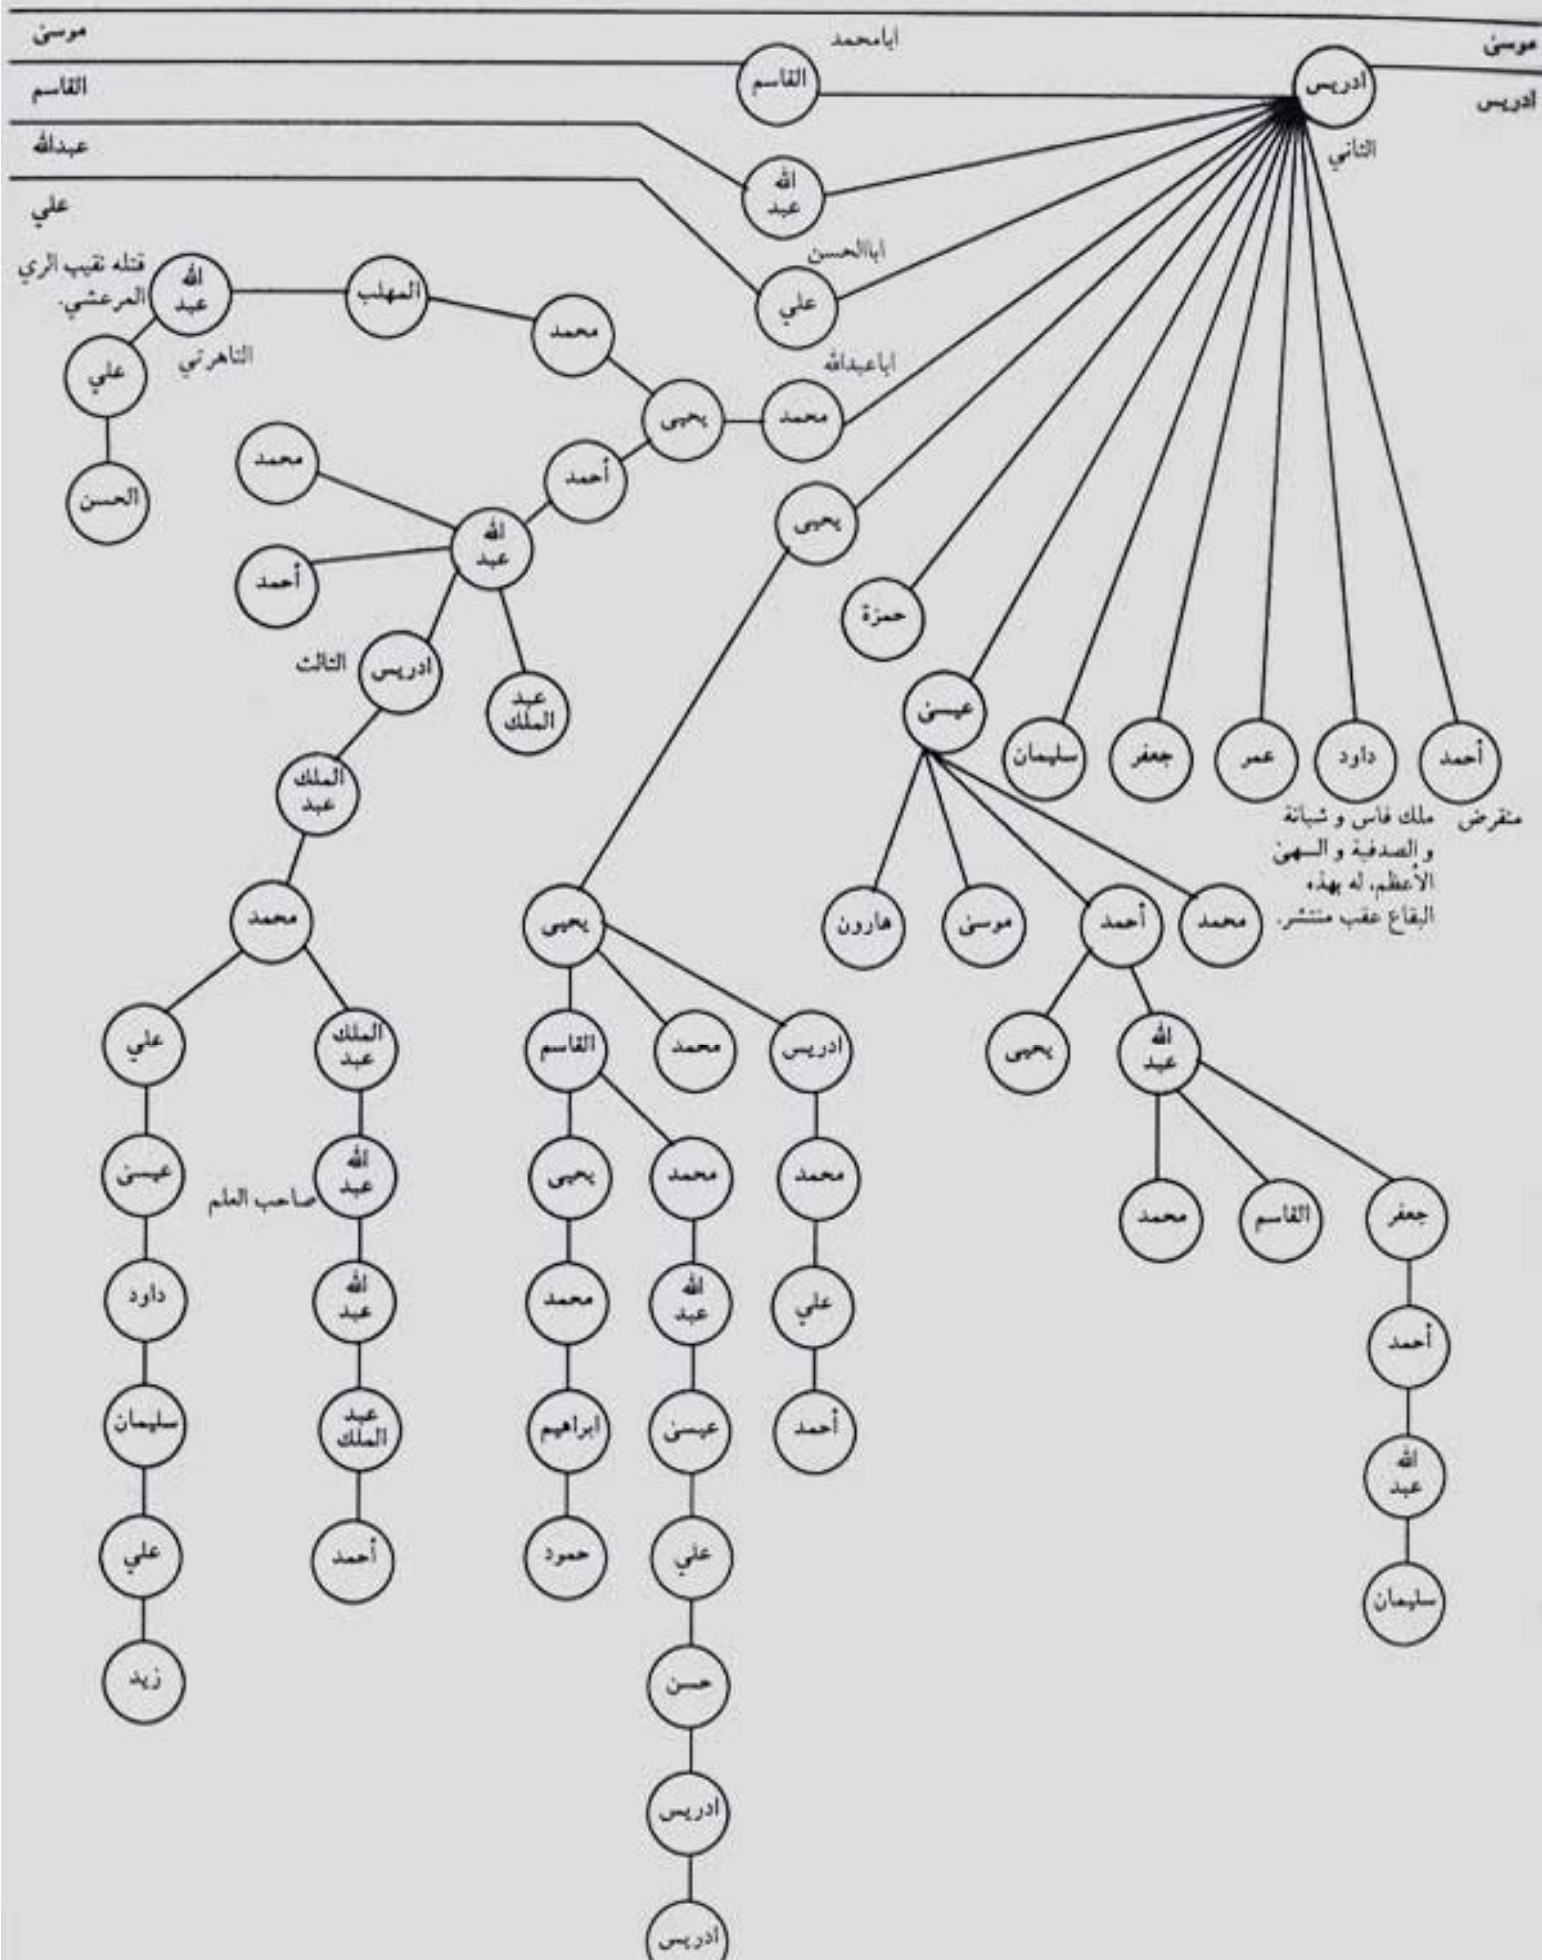 موسىٰ
موسىٰ
ابامحمد
القاسم
ادريس
ادريس
الثاني
القاسم
عبدالله
عبد الله
علي
اباالحسن
علي
قتله نقيب الري
المرعشي.
عبد الله
التاهرتي
المهلب
محمد
اباعبدالله
محمد
يحيى
علي
الحسن
أحمد
محمد
عبد الله
أحمد
يحيى
حمزة
ادريس
الثالث
عبد الملك
عيسىٰ
سليمان
جعفر
عمر
داود
أحمد
منقرض
ملك فاس و شبانة
و الصدفية و السهىٰ
الأعظم، له بهذه
البقاع عقب منتشر.
عبد الملك
محمد
يحيى
هارون
موسىٰ
أحمد
محمد
علي
عبد الملك
القاسم
محمد
ادريس
يحيى
عبد الله
عيسىٰ
عبد الله
صاحب العلم
يحيى
محمد
محمد
محمد
القاسم
جعفر
داود
عبد الله
محمد
عبد الله
علي
أحمد
سليمان
عبد الملك
ابراهيم
عيسىٰ
أحمد
عبد الله
علي
أحمد
حمود
علي
سليمان
زيد
حسن
ادريس
ادريس